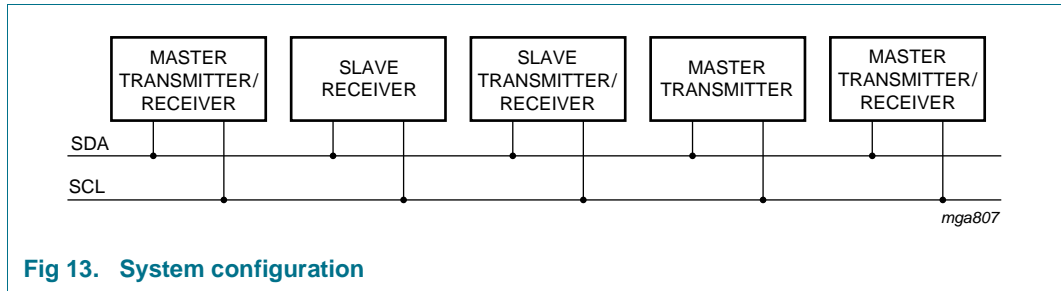 MASTER
TRANSMITTER/
RECEIVER
SLAVE
RECEIVER
SLAVE
TRANSMITTER/
RECEIVER
MASTER
TRANSMITTER
MASTER
TRANSMITTER/
RECEIVER
SDA
SCL
mga807
Fig 13. System configuration